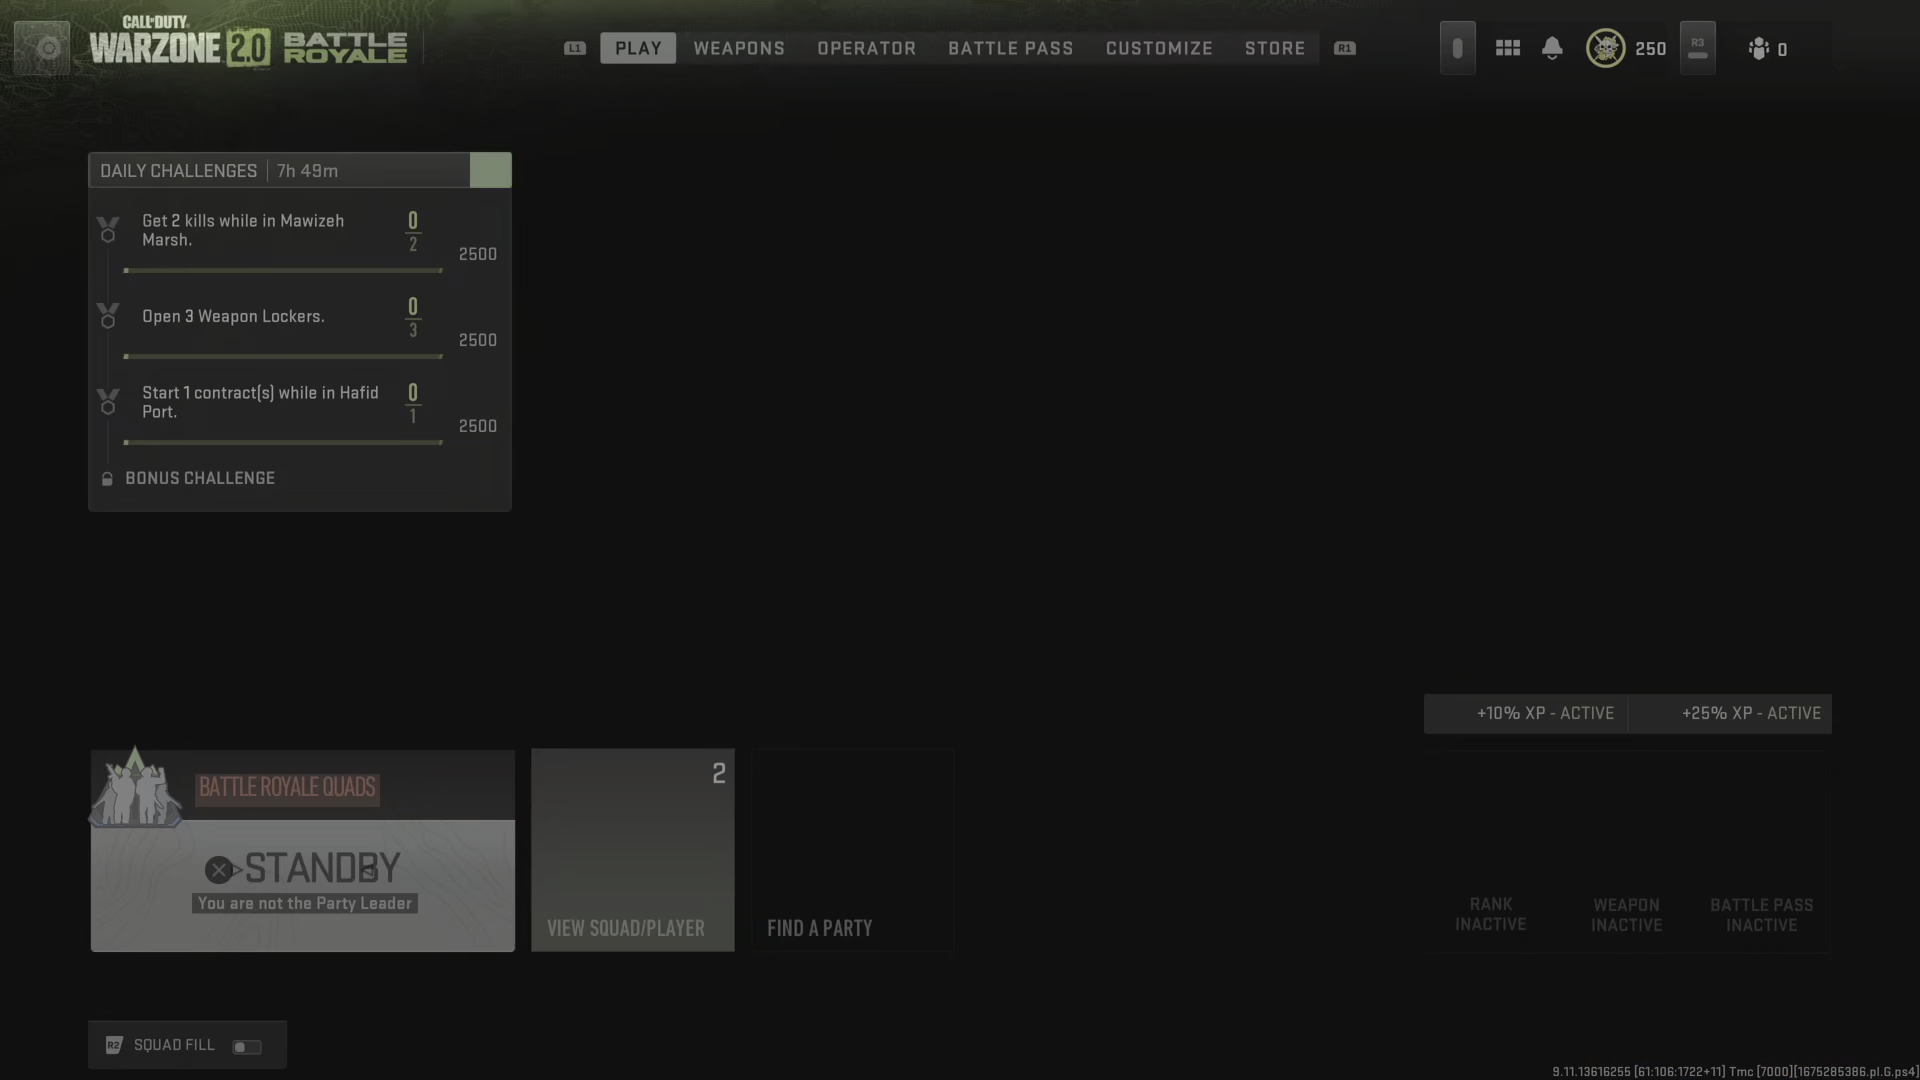 CALL OF DUTY
WARZONE 2.0 BATTLE ROYALE
L1 PLAY WEAPONS OPERATOR BATTLE PASS CUSTOMIZE STORE R1
250 R3 0
DAILY CHALLENGES 7h 49m
Get 2 kills while in Mawizeh
Marsh.
0
2
2500
Open 3 Weapon Lockers.
0
3
2500
Start 1 contract(s) while in Hafid
Port.
0
1
2500
BONUS CHALLENGE
+10% XP - ACTIVE
+25% XP - ACTIVE
BATTLE ROYALE QUADS
STANDBY
You are not the Party Leader
2
VIEW SQUAD/PLAYER
FIND A PARTY
RANK
INACTIVE
WEAPON
INACTIVE
BATTLE PASS
INACTIVE
R2 SQUAD FILL
9.11.13616255 [61:106:1722+11] Tmc [7000][1675285386.pl.G.ps4]